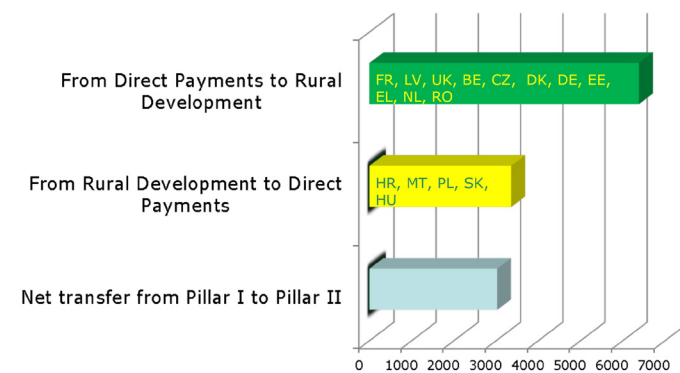 From Direct Payments to Rural
Development
FR, LV, UK, BE, CZ,  DK, DE, EE,
EL, NL, RO
From Rural Development to Direct
Payments
HR, MT, PL, SK,
HU
Net transfer from Pillar I to Pillar II
0 1000 2000 3000 4000 5000 6000 7000